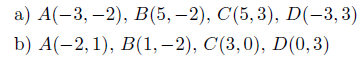 a) A(−3, −2), B(5, −2), C(5, 3), D(−3, 3)
b) A(−2, 1), B(1, −2), C(3, 0), D(0, 3)